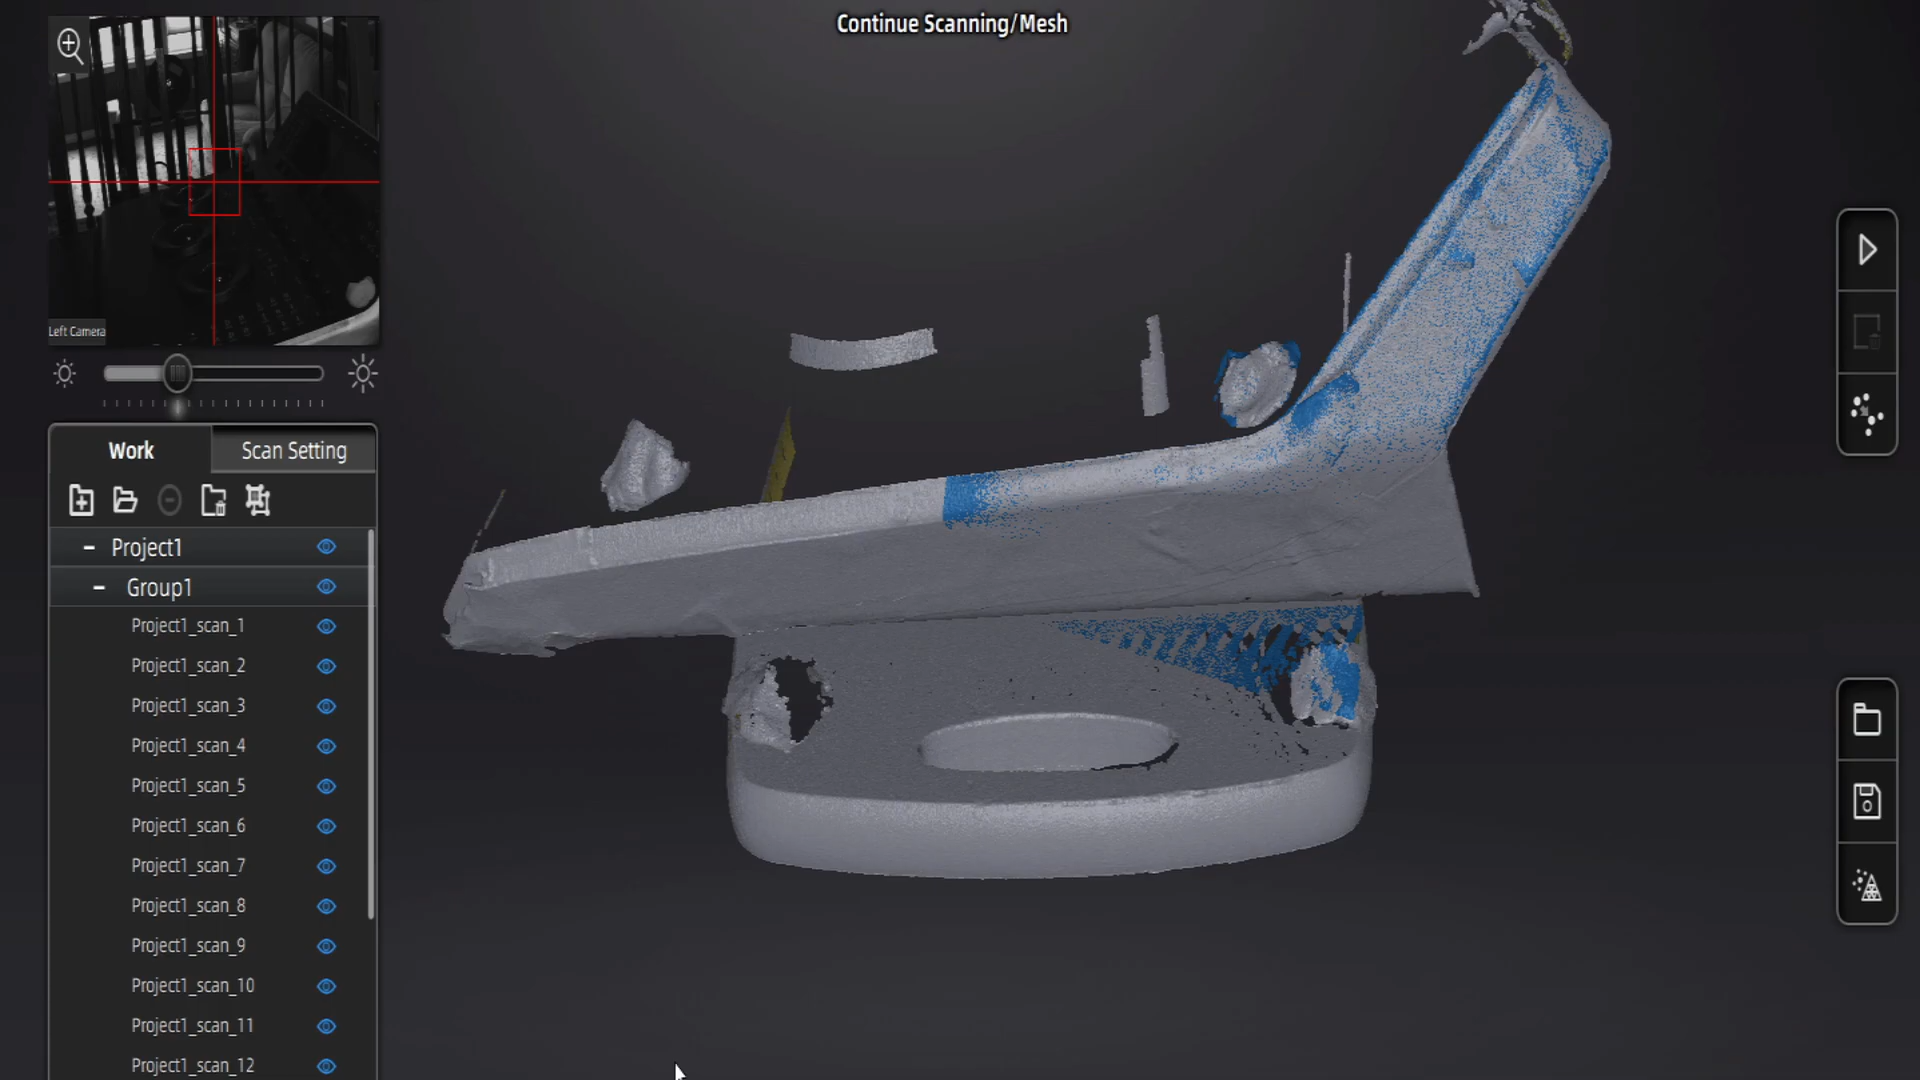 Continue Scanning/Mesh
Left Camera
Work
Scan Setting
Project1
Group1
Project1_scan_1
Project1_scan_2
Project1_scan_3
Project1_scan_4
Project1_scan_5
Project1_scan_6
Project1_scan_7
Project1_scan_8
Project1_scan_9
Project1_scan_10
Project1_scan_11
Project1_scan_12